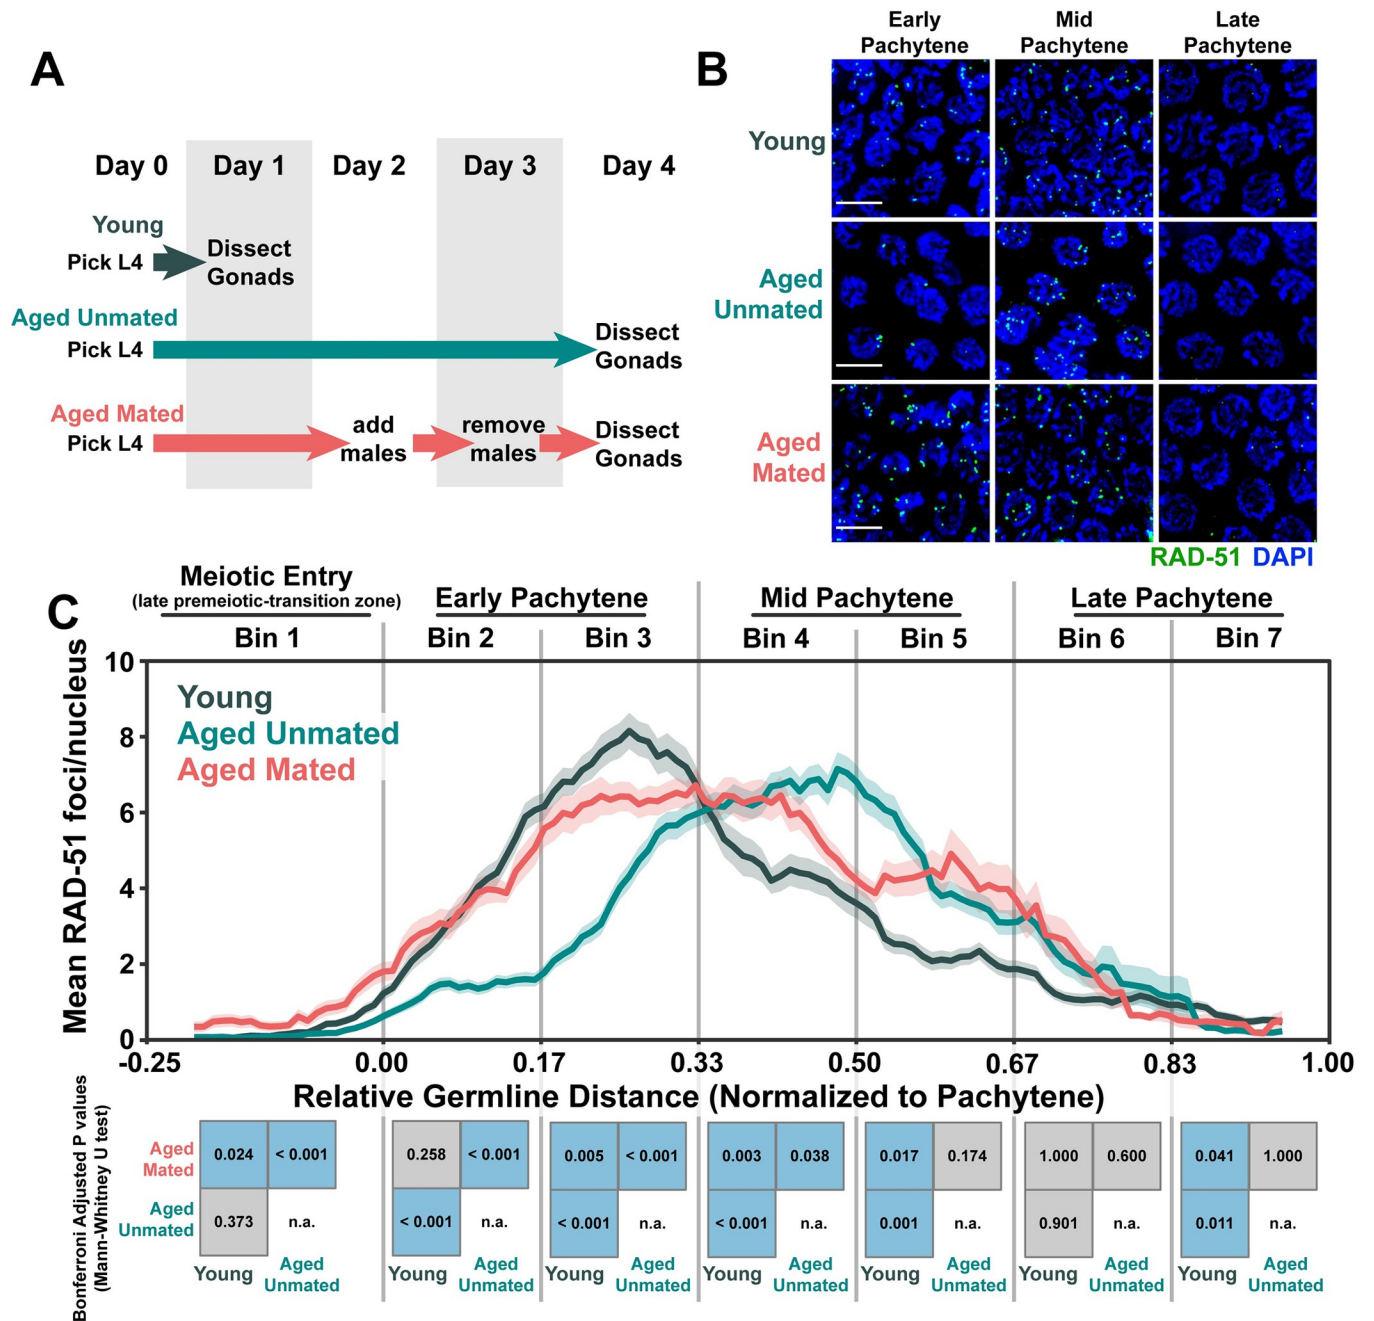 A
Day 0 Day 1 Day 2 Day 3 Day 4
Young
Pick L4
Dissect
Gonads
Aged Unmated
Pick L4
Dissect
Gonads
Aged Mated
Pick L4
add
males
remove
males
Dissect
Gonads
B
Early
Pachytene
Mid
Pachytene
Late
Pachytene
Young
Aged
Unmated
Aged
Mated
RAD-51 DAPI
C
Meiotic Entry
(late premeiotic-transition zone)
Early Pachytene
Mid Pachytene
Late Pachytene
Bin 1 Bin 2 Bin 3 Bin 4 Bin 5 Bin 6 Bin 7
Mean RAD-51 foci/nucleus
10
8
6
4
2
0
Young
Aged Unmated
Aged Mated
-0.25 0.00 0.17 0.33 0.50 0.67 0.83 1.00
Relative Germline Distance (Normalized to Pachytene)
Bonferroni Adjusted P values
(Mann-Whitney U test)
Aged
Mated
0.024 < 0.001 0.258 < 0.001 0.005 < 0.001 0.003 0.038 0.017 0.174 1.000 0.600 0.041 1.000
Aged
Unmated
0.373 n.a. < 0.001 n.a. < 0.001 n.a. < 0.001 n.a. 0.001 n.a. 0.901 n.a. 0.011 n.a.
Young
Aged
Unmated
Young
Aged
Unmated
Young
Aged
Unmated
Young
Aged
Unmated
Young
Aged
Unmated
Young
Aged
Unmated
Young
Aged
Unmated